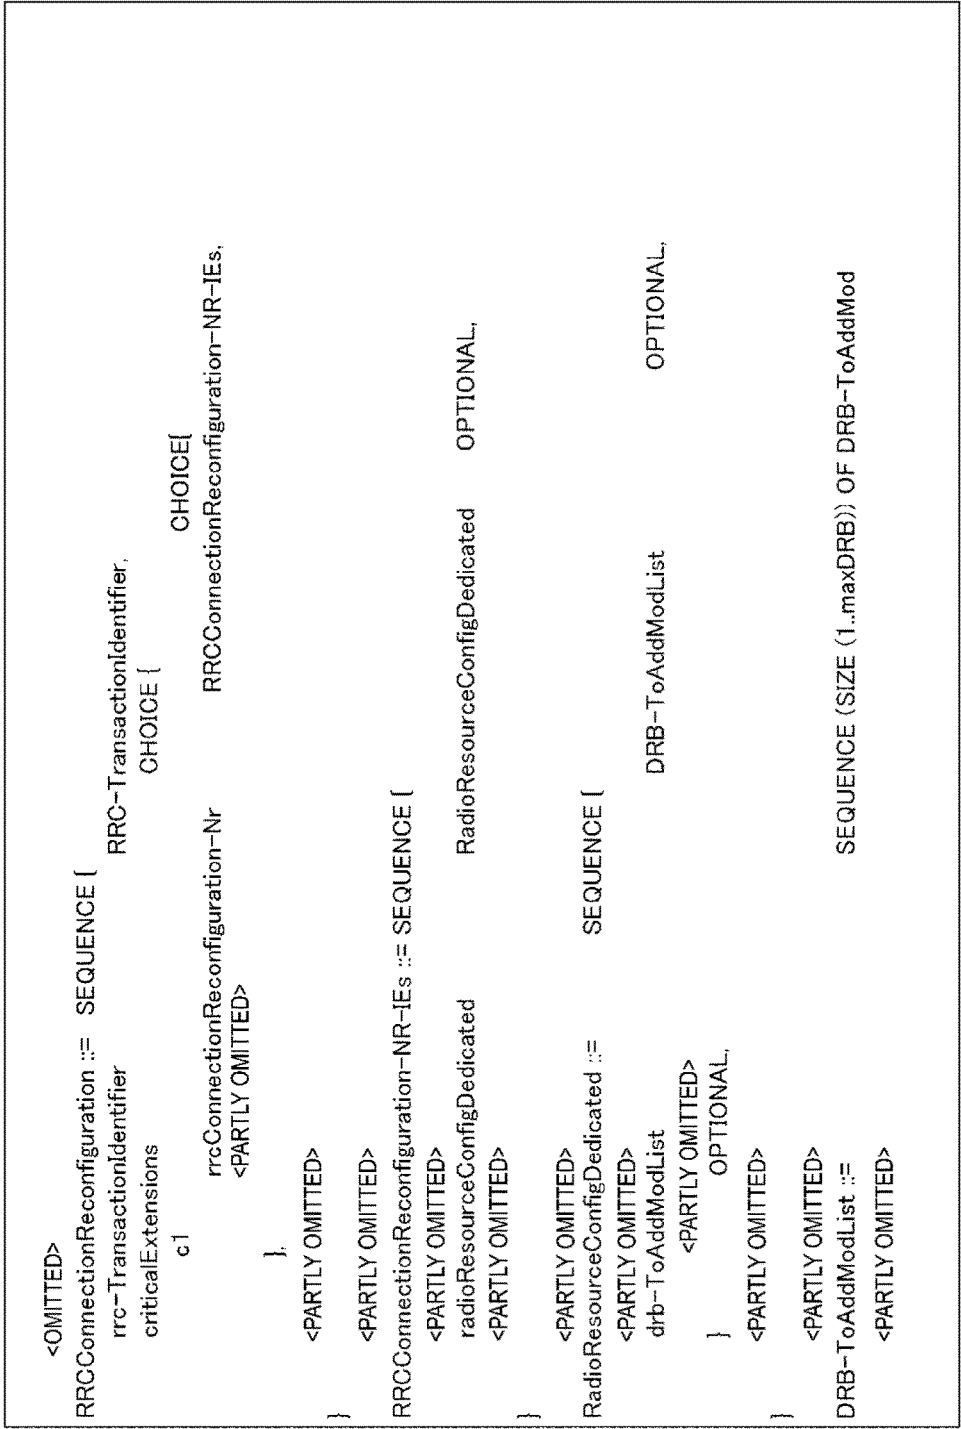 <OMITTED>
RRCConnectionReconfiguration ::= SEQUENCE {
rrc-TransactionIdentifier RRC-TransactionIdentifier,
criticalExtensions CHOICE {
c1 CHOICE{
rrcConnectionReconfiguration-Nr RRCConnectionReconfiguration-NR-IEs,
<PARTLY OMITTED>
},
<PARTLY OMITTED>
}
<PARTLY OMITTED>
RRCConnectionReconfiguration-NR-IEs ::= SEQUENCE {
<PARTLY OMITTED>
radioResourceConfigDedicated RadioResourceConfigDedicated OPTIONAL,
<PARTLY OMITTED>
}
<PARTLY OMITTED>
RadioResourceConfigDedicated ::= SEQUENCE {
<PARTLY OMITTED>
drb-ToAddModList DRB-ToAddModList OPTIONAL,
<PARTLY OMITTED>
} OPTIONAL,
<PARTLY OMITTED>
}
<PARTLY OMITTED>
DRB-ToAddModList ::= SEQUENCE (SIZE (1..maxDRB)) OF DRB-ToAddMod
<PARTLY OMITTED>